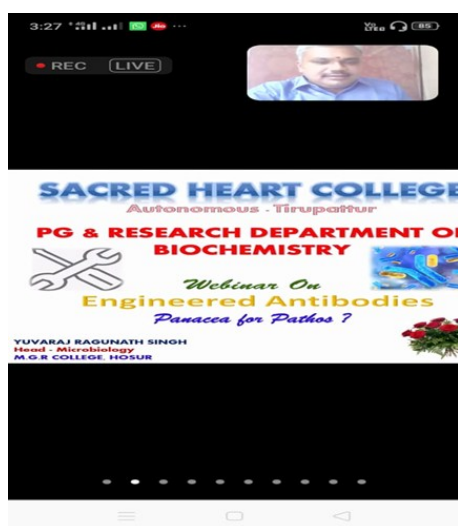 3:27
VoLTE 85
REC LIVE
SACRED HEART COLLEGE
Autonomous - Tirupattur
PG & RESEARCH DEPARTMENT O
BIOCHEMISTRY
Webinar On
Engineered Antibodies
Panacea for Pathos ?
YUVARAJ RAGUNATH SINGH
Head - Microbiology
M.G.R COLLEGE, HOSUR